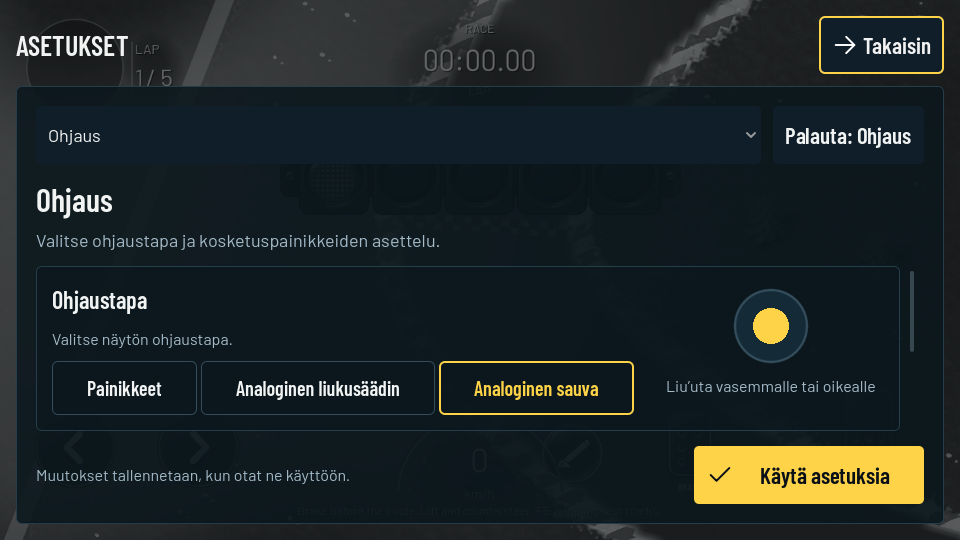 ASETUKSET
LAP
1/ 5
RACE
00:00.00
Takaisin
Ohjaus
Palauta: Ohjaus
Ohjaus
Valitse ohjaustapa ja kosketuspainikkeiden asettelu.
Ohjaustapa
Valitse näytön ohjaustapa.
Painikkeet
Analoginen liukusäädin
Analoginen sauva
Liu’uta vasemmalle tai oikealle
0
Muutokset tallennetaan, kun otat ne käyttöön.
Käytä asetuksia